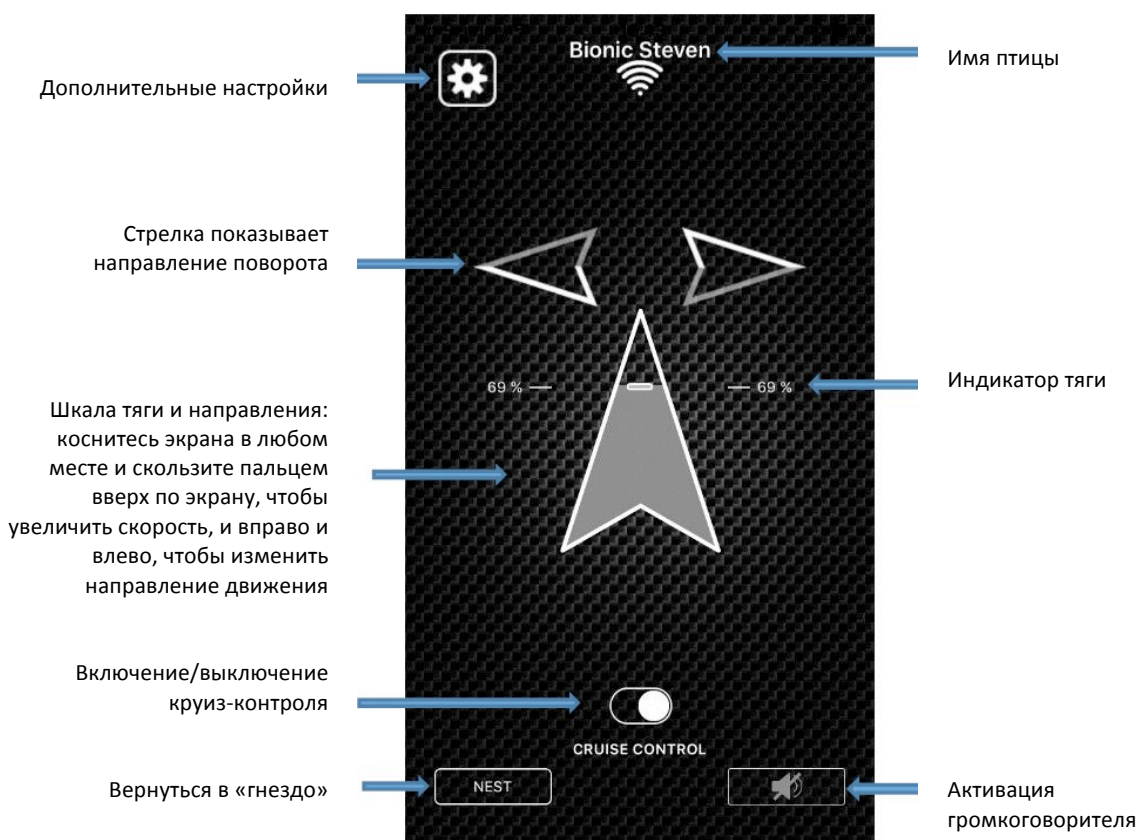 Bionic Steven
Имя птицы
Дополнительные настройки
Стрелка показывает
направление поворота
69 %
69 %
Индикатор тяги
Шкала тяги и направления:
коснитесь экрана в любом
месте и скользите пальцем
вверх по экрану, чтобы
увеличить скорость, и вправо и
влево, чтобы изменить
направление движения
Включение/выключение
круиз-контроля
CRUISE CONTROL
Вернуться в «гнездо»
NEST
Активация
громкоговорителя